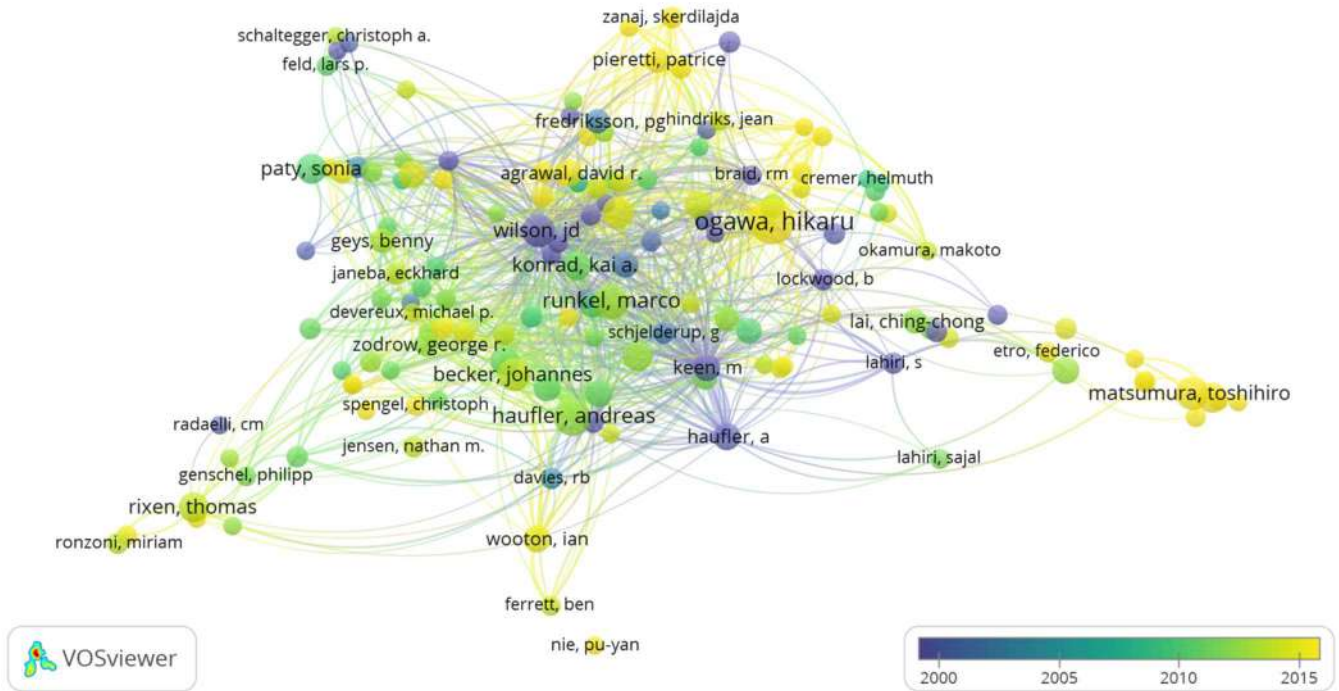 zanaj, skerdilajda
schaltegger, christoph a.
pieretti, patrice
feld, lars p.
fredriksson, pg
hindriks, jean
paty, sonia
agrawal, david r.
braid, rm
cremer, helmuth
ogawa, hikaru
wilson, jd
geys, benny
okamura, makoto
konrad, kai a.
janeba, eckhard
lockwood, b
runkel, marco
devereux, michael p.
lai, ching-chong
schjelderup, g
zodrow, george r.
etro, federico
lahiri, s
keen, m
becker, johannes
matsumura, toshihiro
spengel, christoph
haufler, andreas
radaelli, cm
haufler, a
jensen, nathan m.
lahiri, sajal
genschel, philipp
davies, rb
rixen, thomas
wooton, ian
ronzoni, miriam
ferrett, ben
nie, pu-yan
VOSviewer
2000 2005 2010 2015